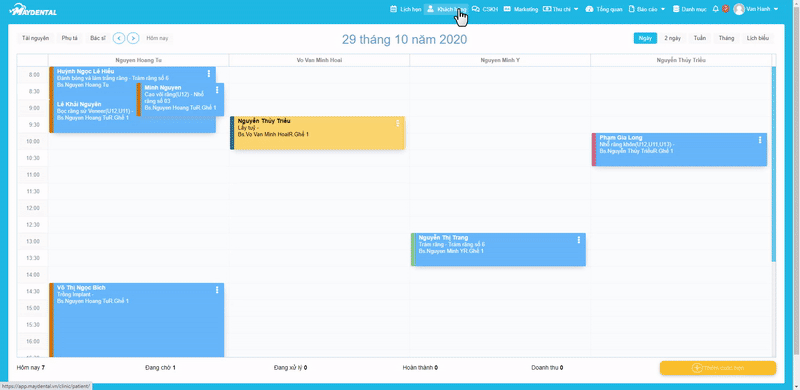 MAYDENTAL
Lịch hẹn
Khách hàng
CSKH
Marketing
Thu chi
Tổng quan
Báo cáo
Danh mục
Van Hanh
Tài nguyên
Phụ tá
Bác sĩ
Hôm nay
29 tháng 10 năm 2020
Ngày
2 ngày
Tuần
Tháng
Lịch biểu
Nguyen Hoang Tu
Vo Van Minh Hoai
Nguyen Minh Y
Nguyễn Thúy Triều
8:00
8:30
9:00
9:30
10:00
10:30
11:00
11:30
12:00
12:30
13:00
13:30
14:00
14:30
15:00
15:30
16:00
Huỳnh Ngọc Lê Hiếu
Đánh bóng và làm trắng răng - Trám răng số 6
Bs.Nguyen Hoang Tu
Minh Nguyen
Cạo vôi răng(U12) - Nhổ
răng số 03
Bs.Nguyen Hoang TuR.Ghế 1
Lê Khải Nguyên
Bọc răng sứ Veneer(U12,U11) -
Bs.Nguyen Hoang TuR.Ghế 1
Nguyễn Thúy Triều
Lấy tuỷ -
Bs.Vo Van Minh HoaiR.Ghế 1
Phạm Gia Long
Nhổ răng khôn(U12,U11,U13) -
Bs.Nguyễn Thúy TriềuR.Ghế 1
Nguyễn Thị Trang
Trám răng - Trám răng số 6
Bs.Nguyen Minh YR.Ghế 1
Võ Thị Ngọc Bích
Trồng Implant -
Bs.Nguyen Hoang TuR.Ghế 1
Hôm nay 7
Đang chờ 1
Đang xử lý 0
Hoàn thành 0
Doanh thu 0
Thêm cuộc hẹn
https://app.maydental.vn/clinic/patient/